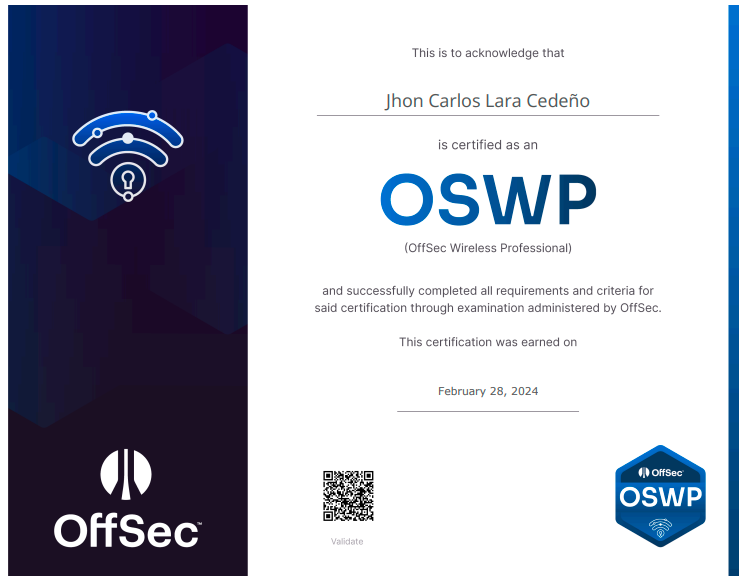 This is to acknowledge that
Jhon Carlos Lara Cedeño
is certified as an
OSWP
(OffSec Wireless Professional)
and successfully completed all requirements and criteria for
said certification through examination administered by OffSec.
This certification was earned on
February 28, 2024
Validate
OffSec™
OffSec
OSWP